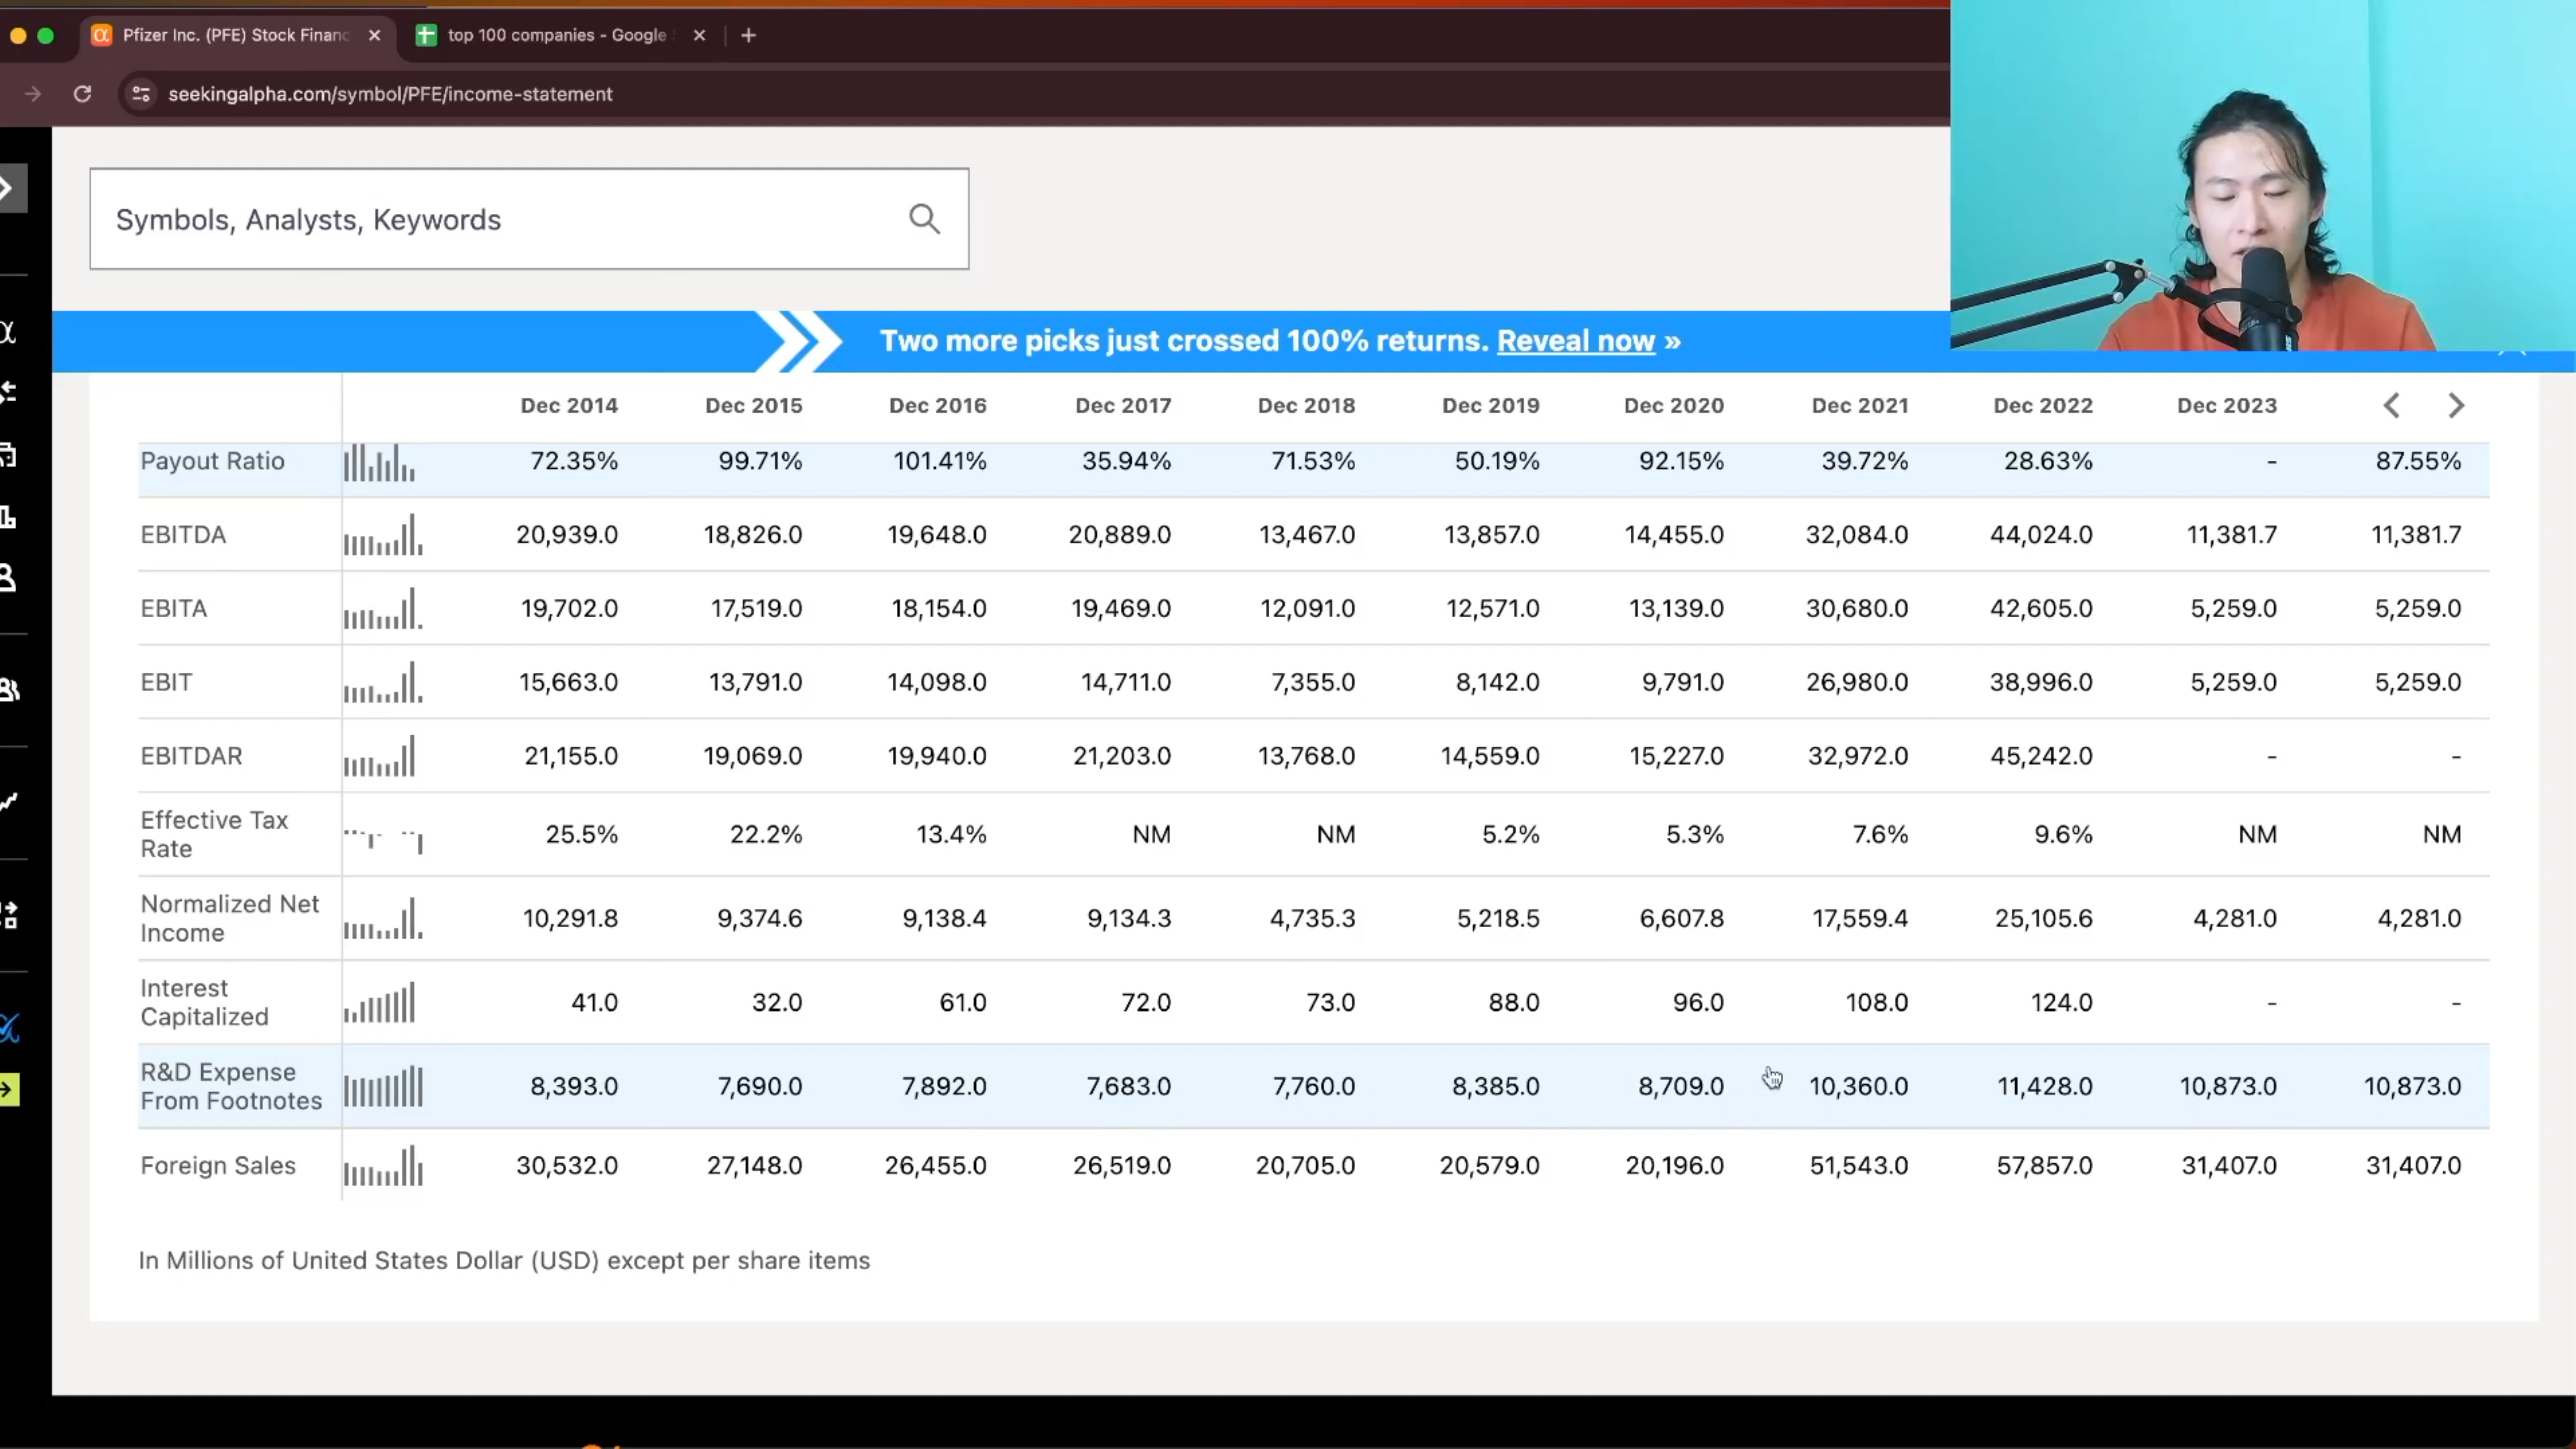 Pfizer Inc. (PFE) Stock Financ
top 100 companies - Google
seekingalpha.com/symbol/PFE/income-statement
Symbols, Analysts, Keywords
Two more picks just crossed 100% returns. Reveal now »
Dec 2014 Dec 2015 Dec 2016 Dec 2017 Dec 2018 Dec 2019 Dec 2020 Dec 2021 Dec 2022 Dec 2023
Payout Ratio 72.35% 99.71% 101.41% 35.94% 71.53% 50.19% 92.15% 39.72% 28.63% - 87.55%
EBITDA 20,939.0 18,826.0 19,648.0 20,889.0 13,467.0 13,857.0 14,455.0 32,084.0 44,024.0 11,381.7 11,381.7
EBITA 19,702.0 17,519.0 18,154.0 19,469.0 12,091.0 12,571.0 13,139.0 30,680.0 42,605.0 5,259.0 5,259.0
EBIT 15,663.0 13,791.0 14,098.0 14,711.0 7,355.0 8,142.0 9,791.0 26,980.0 38,996.0 5,259.0 5,259.0
EBITDAR 21,155.0 19,069.0 19,940.0 21,203.0 13,768.0 14,559.0 15,227.0 32,972.0 45,242.0 - -
Effective Tax
Rate 25.5% 22.2% 13.4% NM NM 5.2% 5.3% 7.6% 9.6% NM NM
Normalized Net
Income 10,291.8 9,374.6 9,138.4 9,134.3 4,735.3 5,218.5 6,607.8 17,559.4 25,105.6 4,281.0 4,281.0
Interest
Capitalized 41.0 32.0 61.0 72.0 73.0 88.0 96.0 108.0 124.0 - -
R&D Expense
From Footnotes 8,393.0 7,690.0 7,892.0 7,683.0 7,760.0 8,385.0 8,709.0 10,360.0 11,428.0 10,873.0 10,873.0
Foreign Sales 30,532.0 27,148.0 26,455.0 26,519.0 20,705.0 20,579.0 20,196.0 51,543.0 57,857.0 31,407.0 31,407.0
In Millions of United States Dollar (USD) except per share items